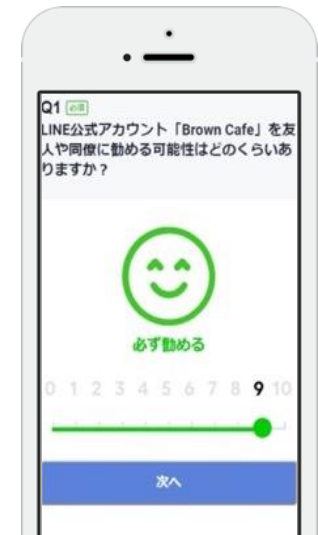 Q1 必須
LINE公式アカウント「Brown Cafe」を友
人や同僚に勧める可能性はどのくらいあ
りますか？
必ず勧める
0 1 2 3 4 5 6 7 8 9 10
次へ